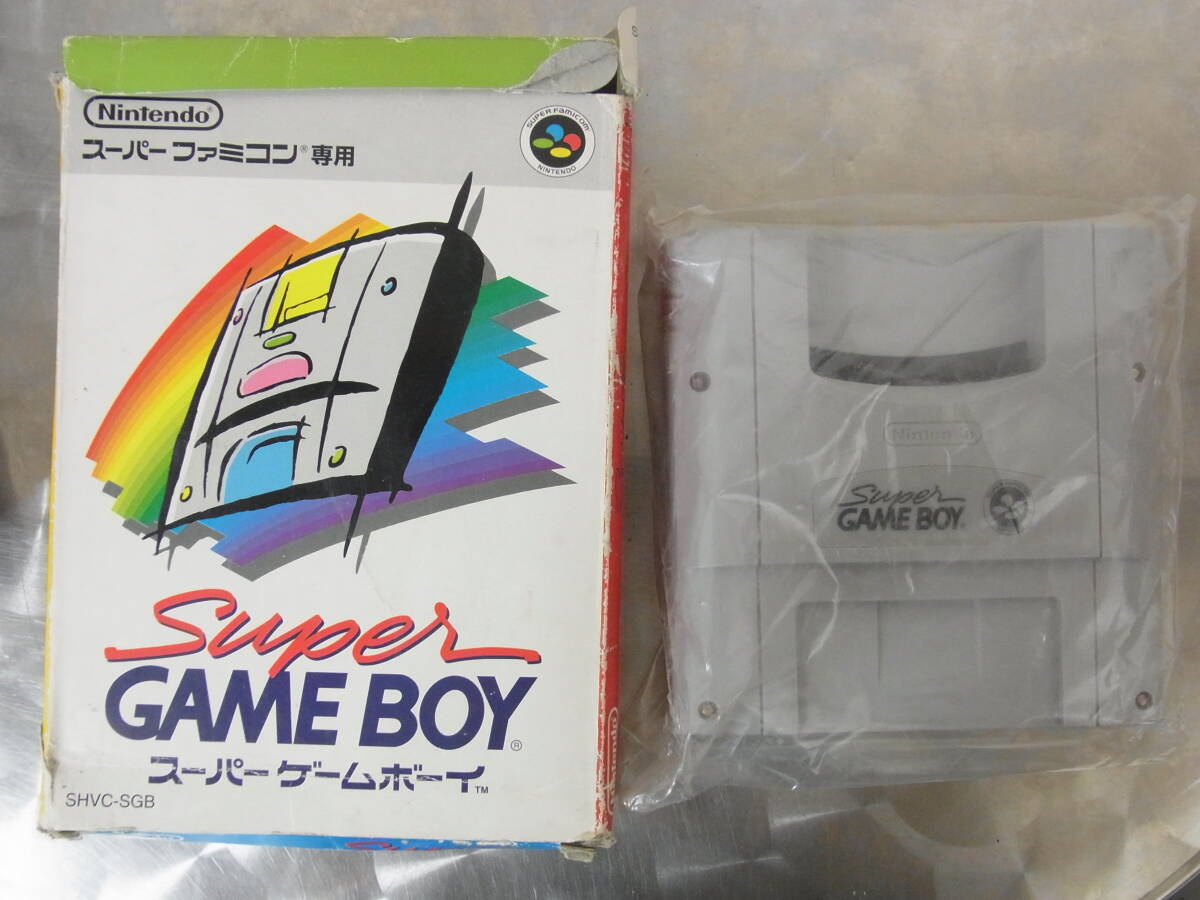 Nintendo®
SUPER FAMICOM
NINTENDO
スーパーファミコン®専用
Super
GAME BOY®
スーパーゲームボーイ™
SHVC-SGB
Nintendo
Nintendo
Super
GAME BOY